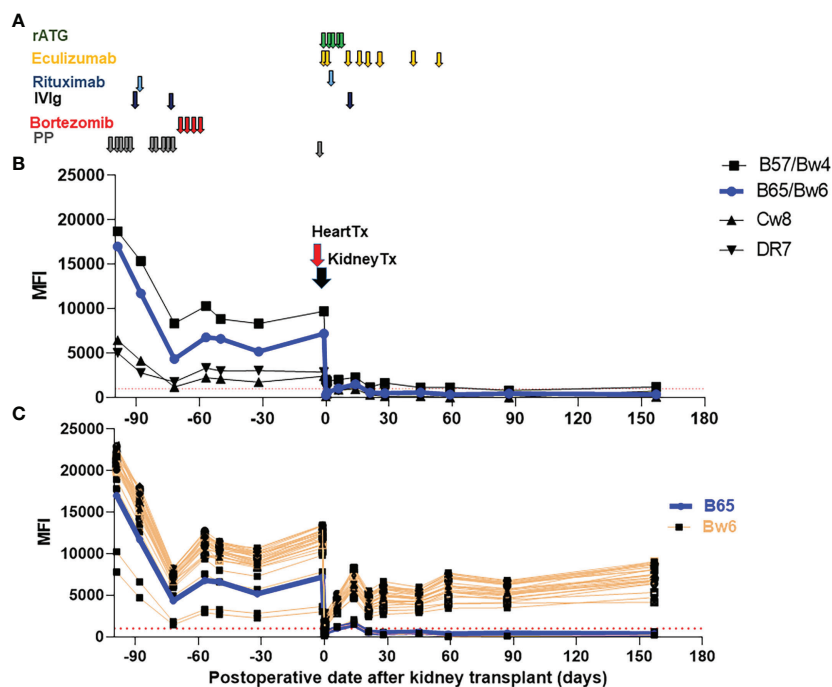 A
rATG
Eculizumab
Rituximab
IVIg
Bortezomib
PP
B
25000
20000
15000
10000
5000
0
MFI
HeartTx
KidneyTx
B57/Bw4
B65/Bw6
Cw8
DR7
-90
-60
-30
0
30
60
90
120
150
180
C
25000
20000
15000
10000
5000
0
MFI
B65
Bw6
-90
-60
-30
0
30
60
90
120
150
180
Postoperative date after kidney transplant (days)